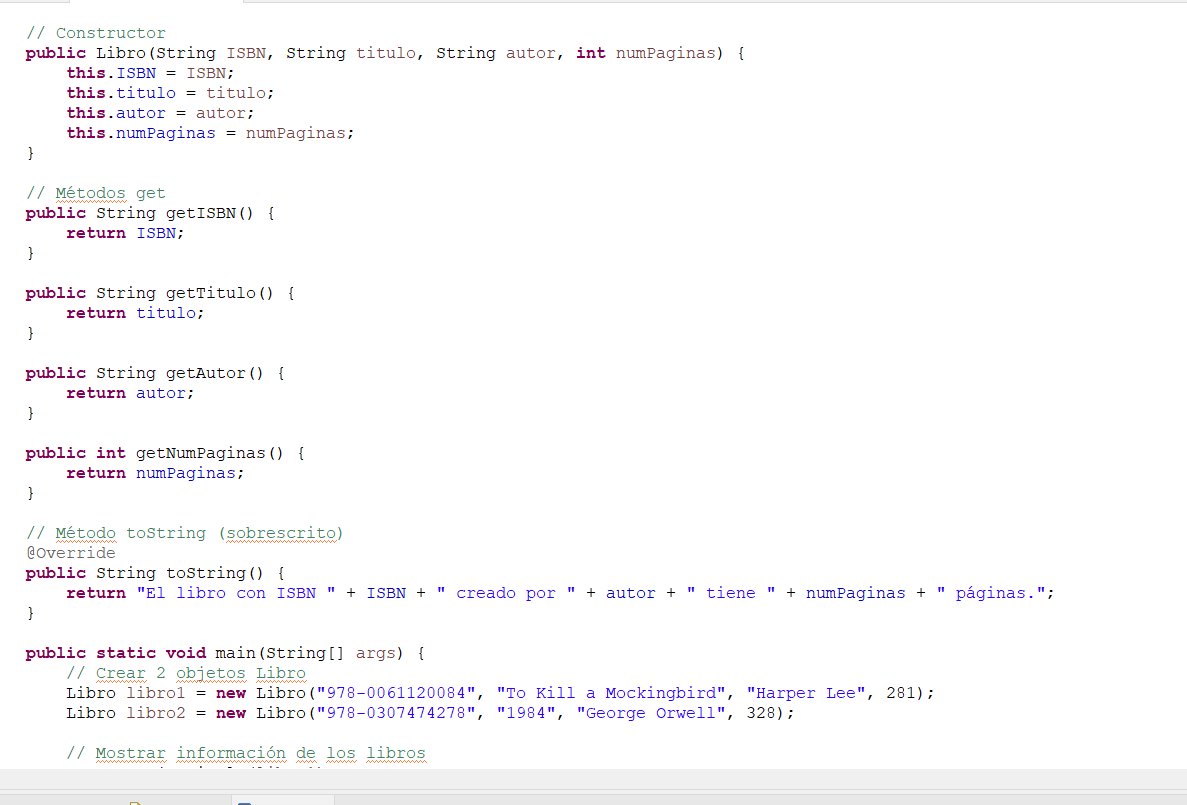 // Constructor
public Libro(String ISBN, String titulo, String autor, int numPaginas) {
    this.ISBN = ISBN;
    this.titulo = titulo;
    this.autor = autor;
    this.numPaginas = numPaginas;
}
// Métodos get
public String getISBN() {
    return ISBN;
}
public String getTitulo() {
    return titulo;
}
public String getAutor() {
    return autor;
}
public int getNumPaginas() {
    return numPaginas;
}
// Método toString (sobrescrito)
@Override
public String toString() {
    return "El libro con ISBN " + ISBN + " creado por " + autor + " tiene " + numPaginas + " páginas.";
}
public static void main(String[] args) {
    // Crear 2 objetos Libro
    Libro libro1 = new Libro("978-0061120084", "To Kill a Mockingbird", "Harper Lee", 281);
    Libro libro2 = new Libro("978-0307474278", "1984", "George Orwell", 328);
    // Mostrar información de los libros